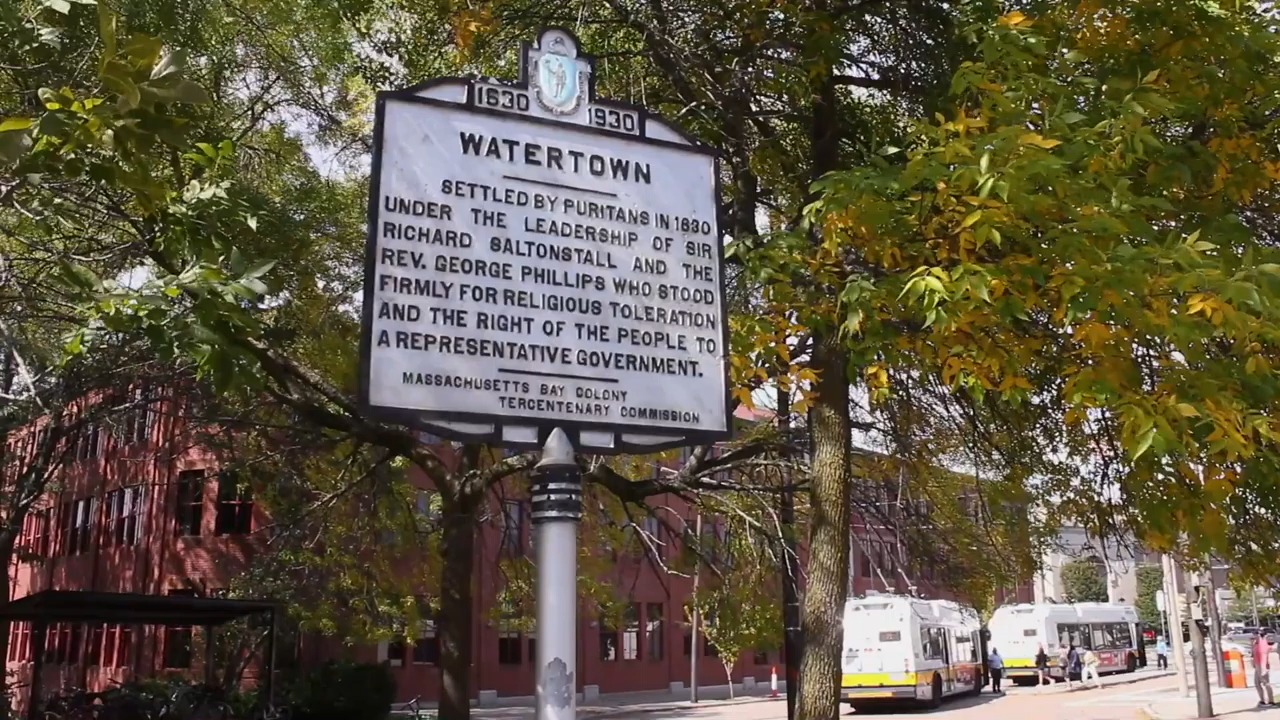 1630 1930
WATERTOWN
SETTLED BY PURITANS IN 1630
UNDER THE LEADERSHIP OF SIR
RICHARD SALTONSTALL AND THE
REV. GEORGE PHILLIPS WHO STOOD
FIRMLY FOR RELIGIOUS TOLERATION
AND THE RIGHT OF THE PEOPLE TO
A REPRESENTATIVE GOVERNMENT.
MASSACHUSETTS BAY COLONY
TERCENTENARY COMMISSION